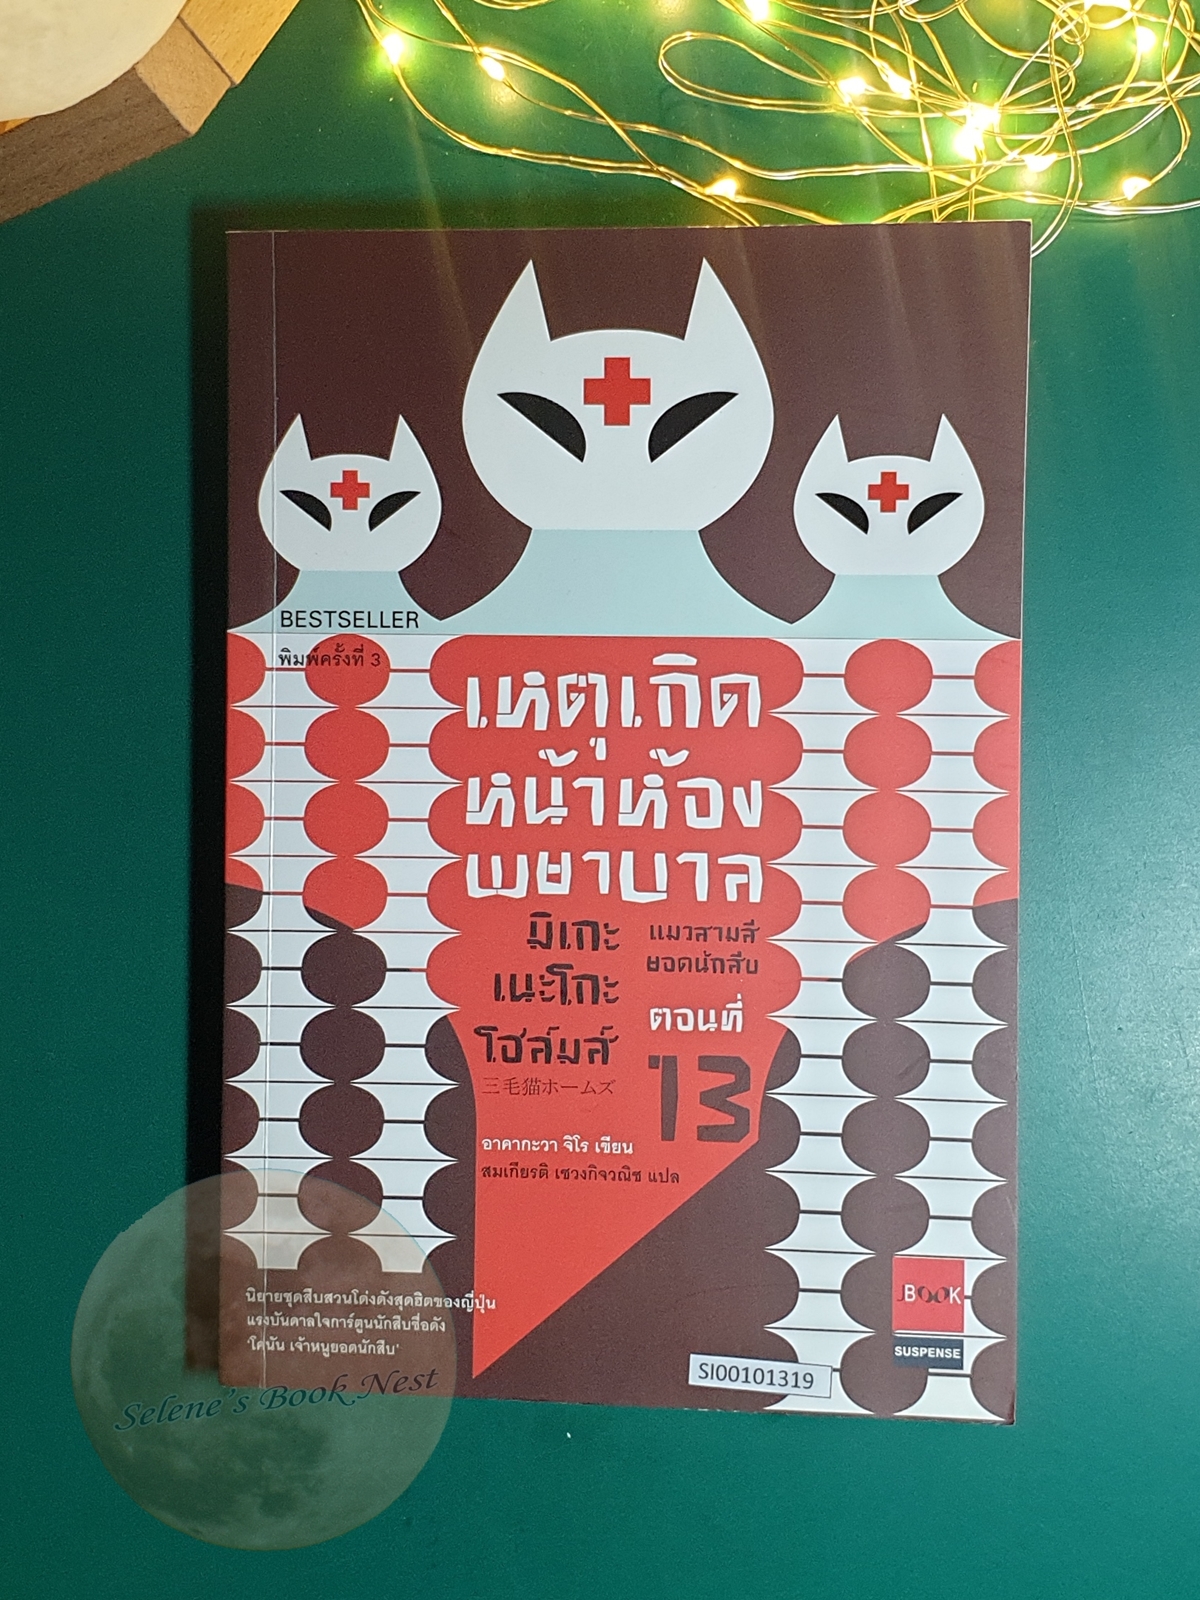 BESTSELLER
พิมพ์ครั้งที่ 3
เหตุเกิด
หน้าห้อง
พยาบาล
มิเกะ
เนะโกะ
โฮล์มส์
三毛猫ホームズ
แมวสามสี
ยอดนักสืบ
ตอนที่
13
อาคากะวา จิโร เขียน
สมเกียรติ เชวงกิจวณิช แปล
นิยายชุดสืบสวนโด่งดังสุดฮิตของญี่ปุ่น
แรงบันดาลใจการ์ตูนนักสืบชื่อดัง
'โคนัน เจ้าหนูยอดนักสืบ'
JBOOK
SUSPENSE
SI00101319
Selene's Book Nest